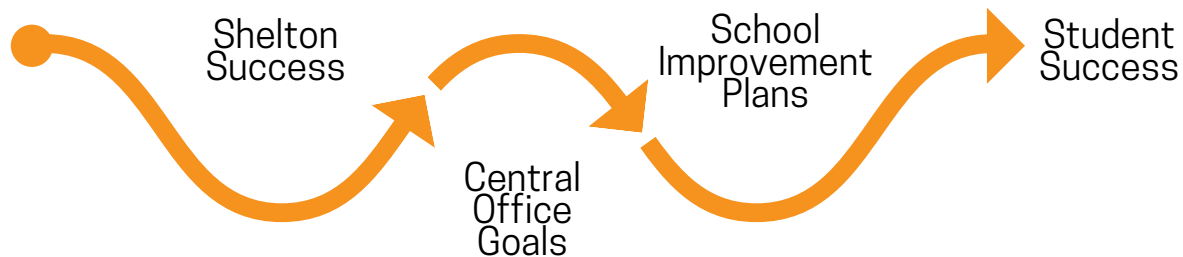 Shelton
Success
Central
Office
Goals
School
Improvement
Plans
Student
Success